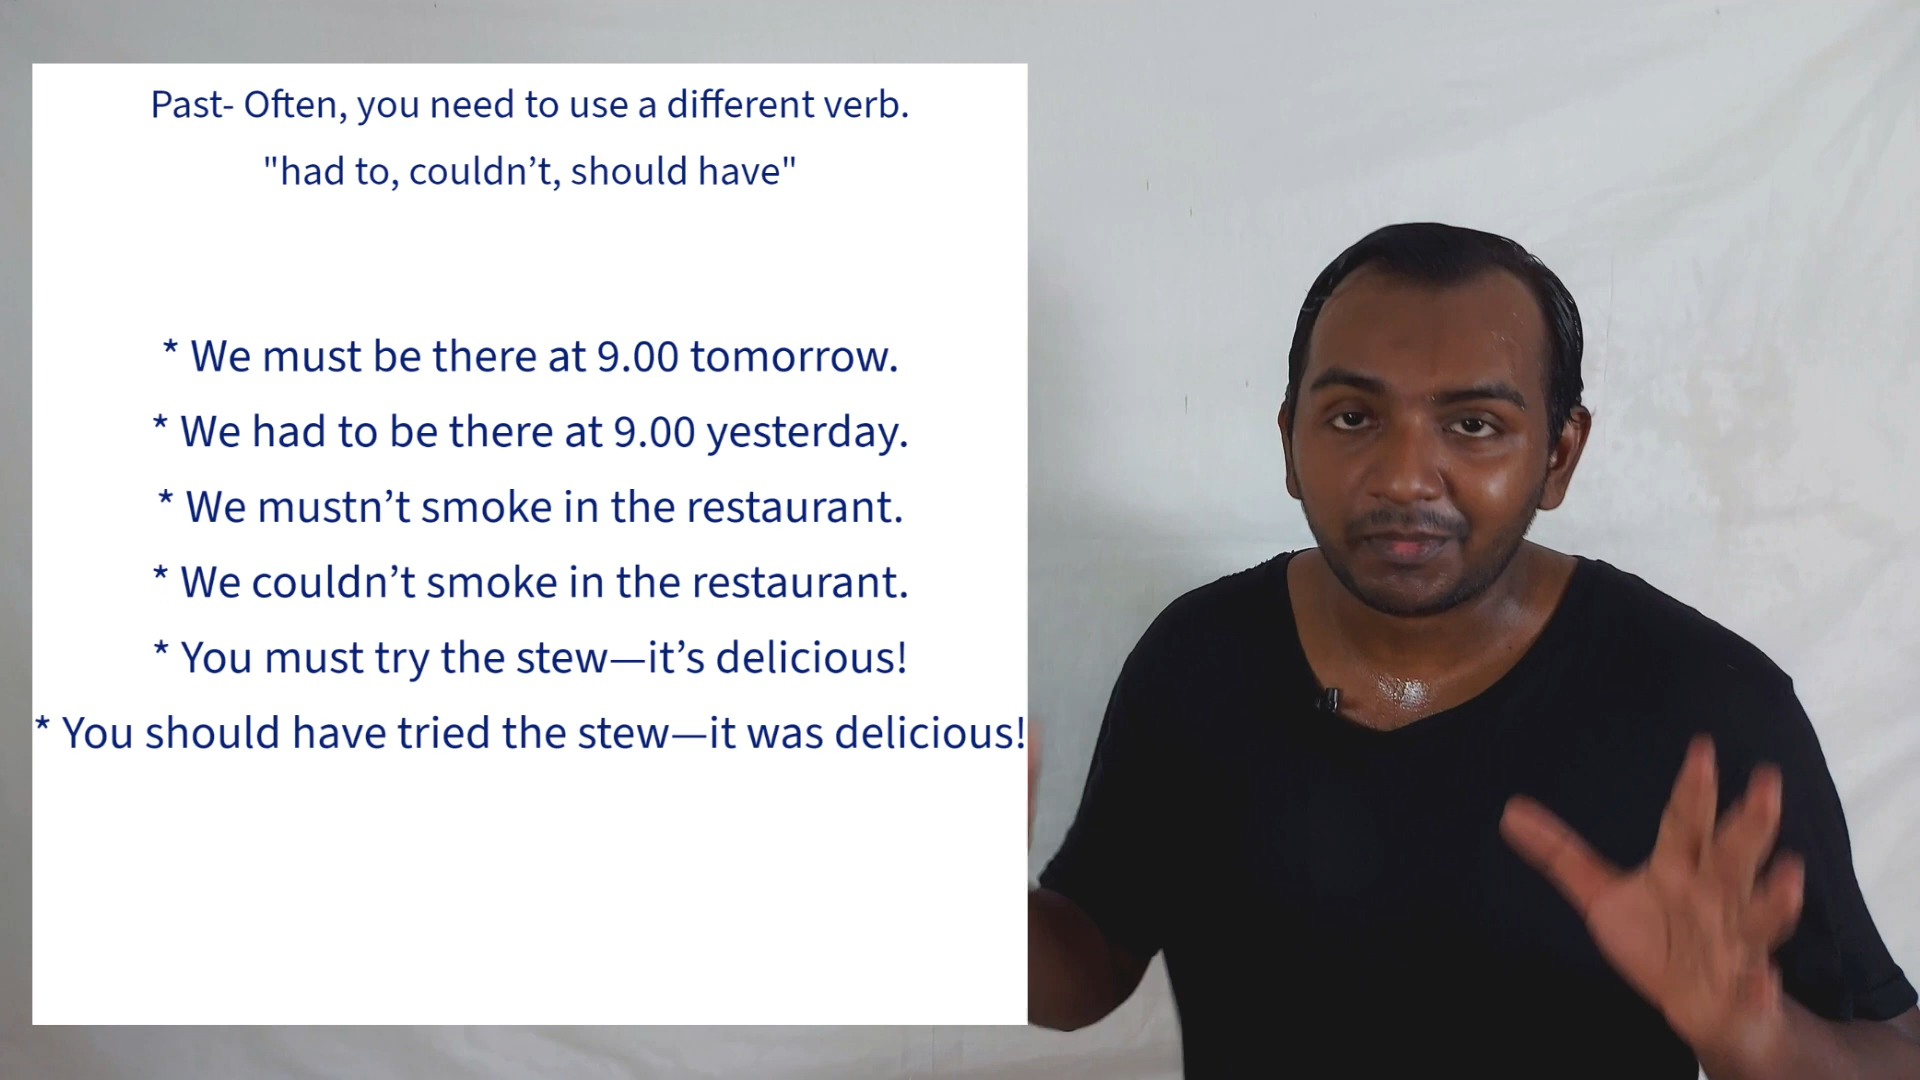 Past- Often, you need to use a different verb.
"had to, couldn’t, should have"
* We must be there at 9.00 tomorrow.
* We had to be there at 9.00 yesterday.
* We mustn’t smoke in the restaurant.
* We couldn’t smoke in the restaurant.
* You must try the stew—it’s delicious!
* You should have tried the stew—it was delicious!